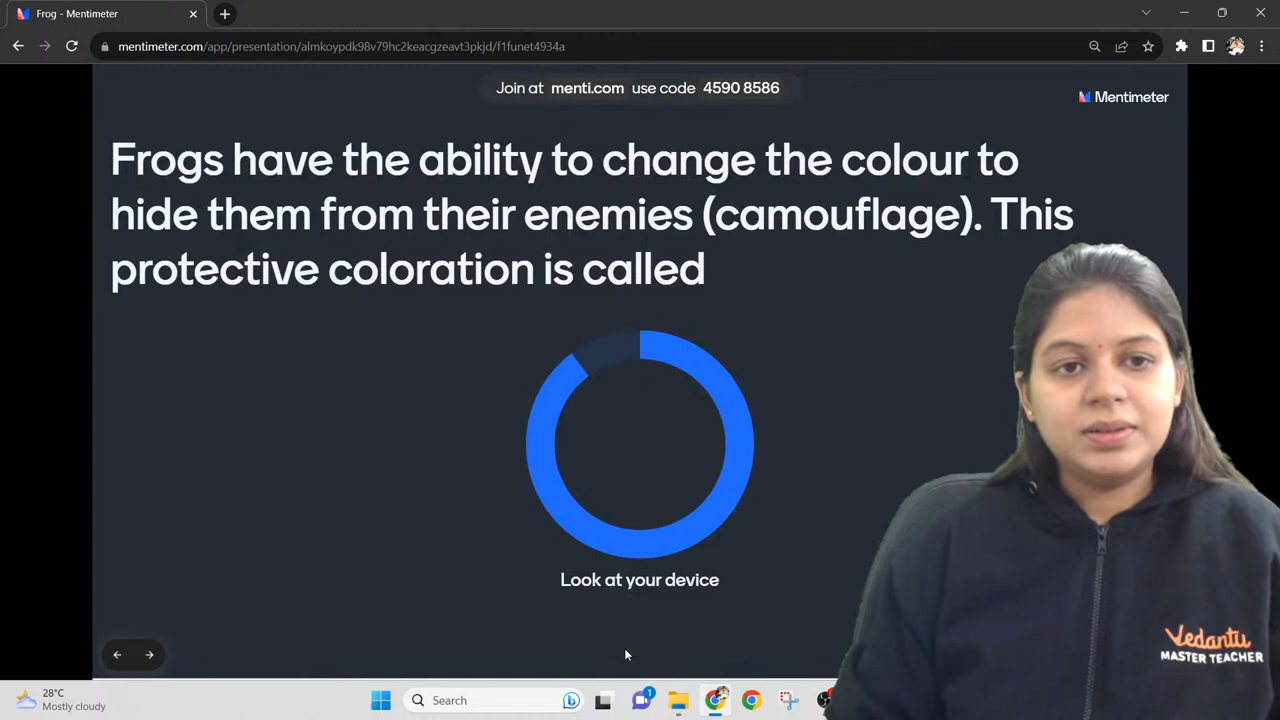 Frog - Mentimeter
mentimeter.com/app/presentation/almkoypdk98v79hc2keacgzeavt3pkjd/f1funet4934a
Join at menti.com use code 4590 8586
Mentimeter
Frogs have the ability to change the colour to
hide them from their enemies (camouflage). This
protective coloration is called
Look at your device
Vedantu
MASTER TEACHER
28°C
Mostly cloudy
Search
1